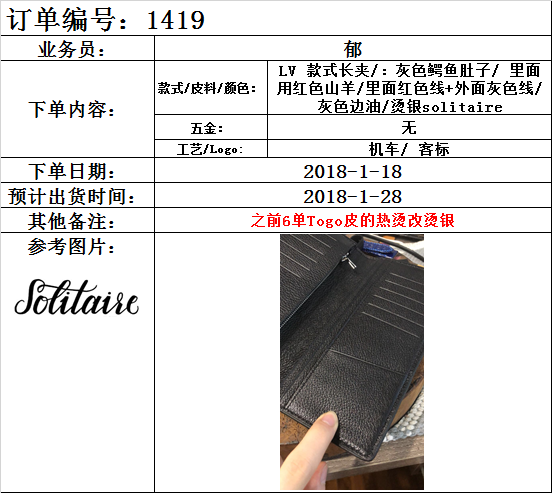 订单编号：1419
业务员：
郁
下单内容：
款式/皮料/颜色：
LV 款式长夹/：灰色鳄鱼肚子/ 里面
用红色山羊/里面红色线+外面灰色线/
灰色边油/烫银solitaire
五金：
无
工艺/Logo：
机车/ 客标
下单日期：
2018-1-18
预计出货时间：
2018-1-28
其他备注：
之前6单Togo皮的热烫改烫银
参考图片：
Solitaire